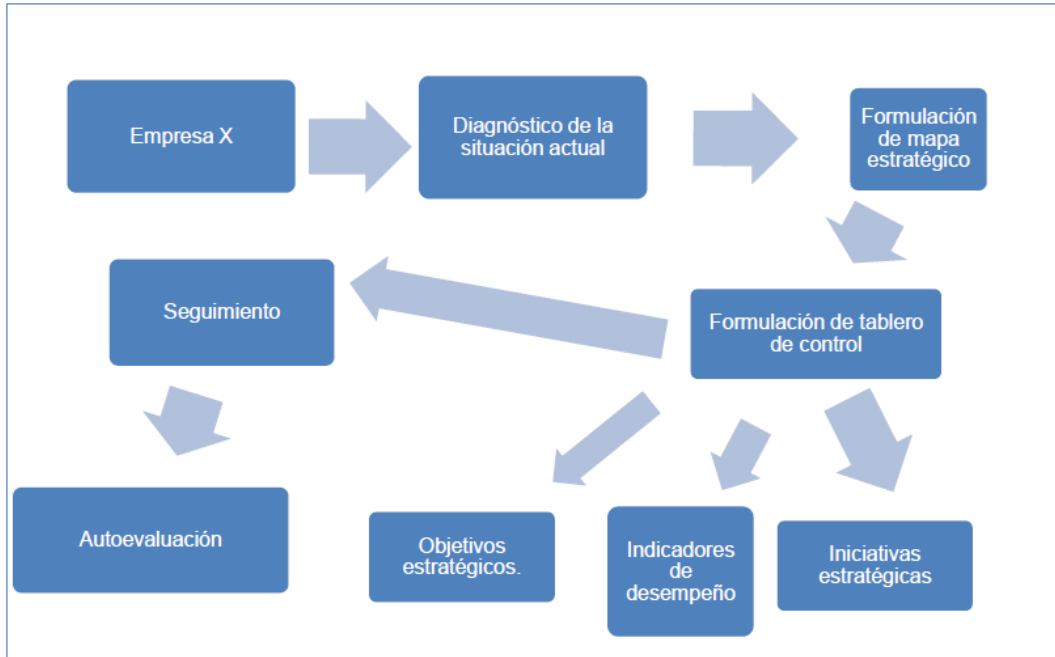 Empresa X
Diagnóstico de la
situación actual
Formulación
de mapa
estratégico
Seguimiento
Formulación de tablero
de control
Autoevaluación
Objetivos
estratégicos.
Indicadores
de
desempeño
Iniciativas
estratégicas